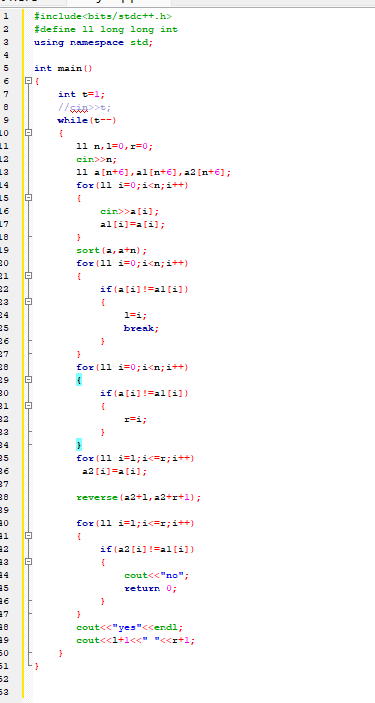 1 #include<bits/stdc++.h>
2 #define ll long long int
3 using namespace std;
4
5 int main()
6 {
7 int t=1;
8 //cin>>t;
9 while(t--)
10 {
11 ll n,l=0,r=0;
12 cin>>n;
13 ll a[n+6],a1[n+6],a2[n+6];
14 for(ll i=0;i<n;i++)
15 {
16 cin>>a[i];
17 a1[i]=a[i];
18 }
19 sort(a,a+n);
20 for(ll i=0;i<n;i++)
21 {
22 if(a[i]!=a1[i])
23 {
24 l=i;
25 break;
26 }
27 }
28 for(ll i=0;i<n;i++)
29 {
30 if(a[i]!=a1[i])
31 {
32 r=i;
33 }
34 }
35 for(ll i=l;i<=r;i++)
36 a2[i]=a[i];
37
38 reverse(a2+l,a2+r+1);
39
40 for(ll i=l;i<=r;i++)
41 {
42 if(a2[i]!=a1[i])
43 {
44 cout<<"no";
45 return 0;
46 }
47 }
48 cout<<"yes"<<endl;
49 cout<<l+1<<" "<<r+1;
50 }
51 }
52
53